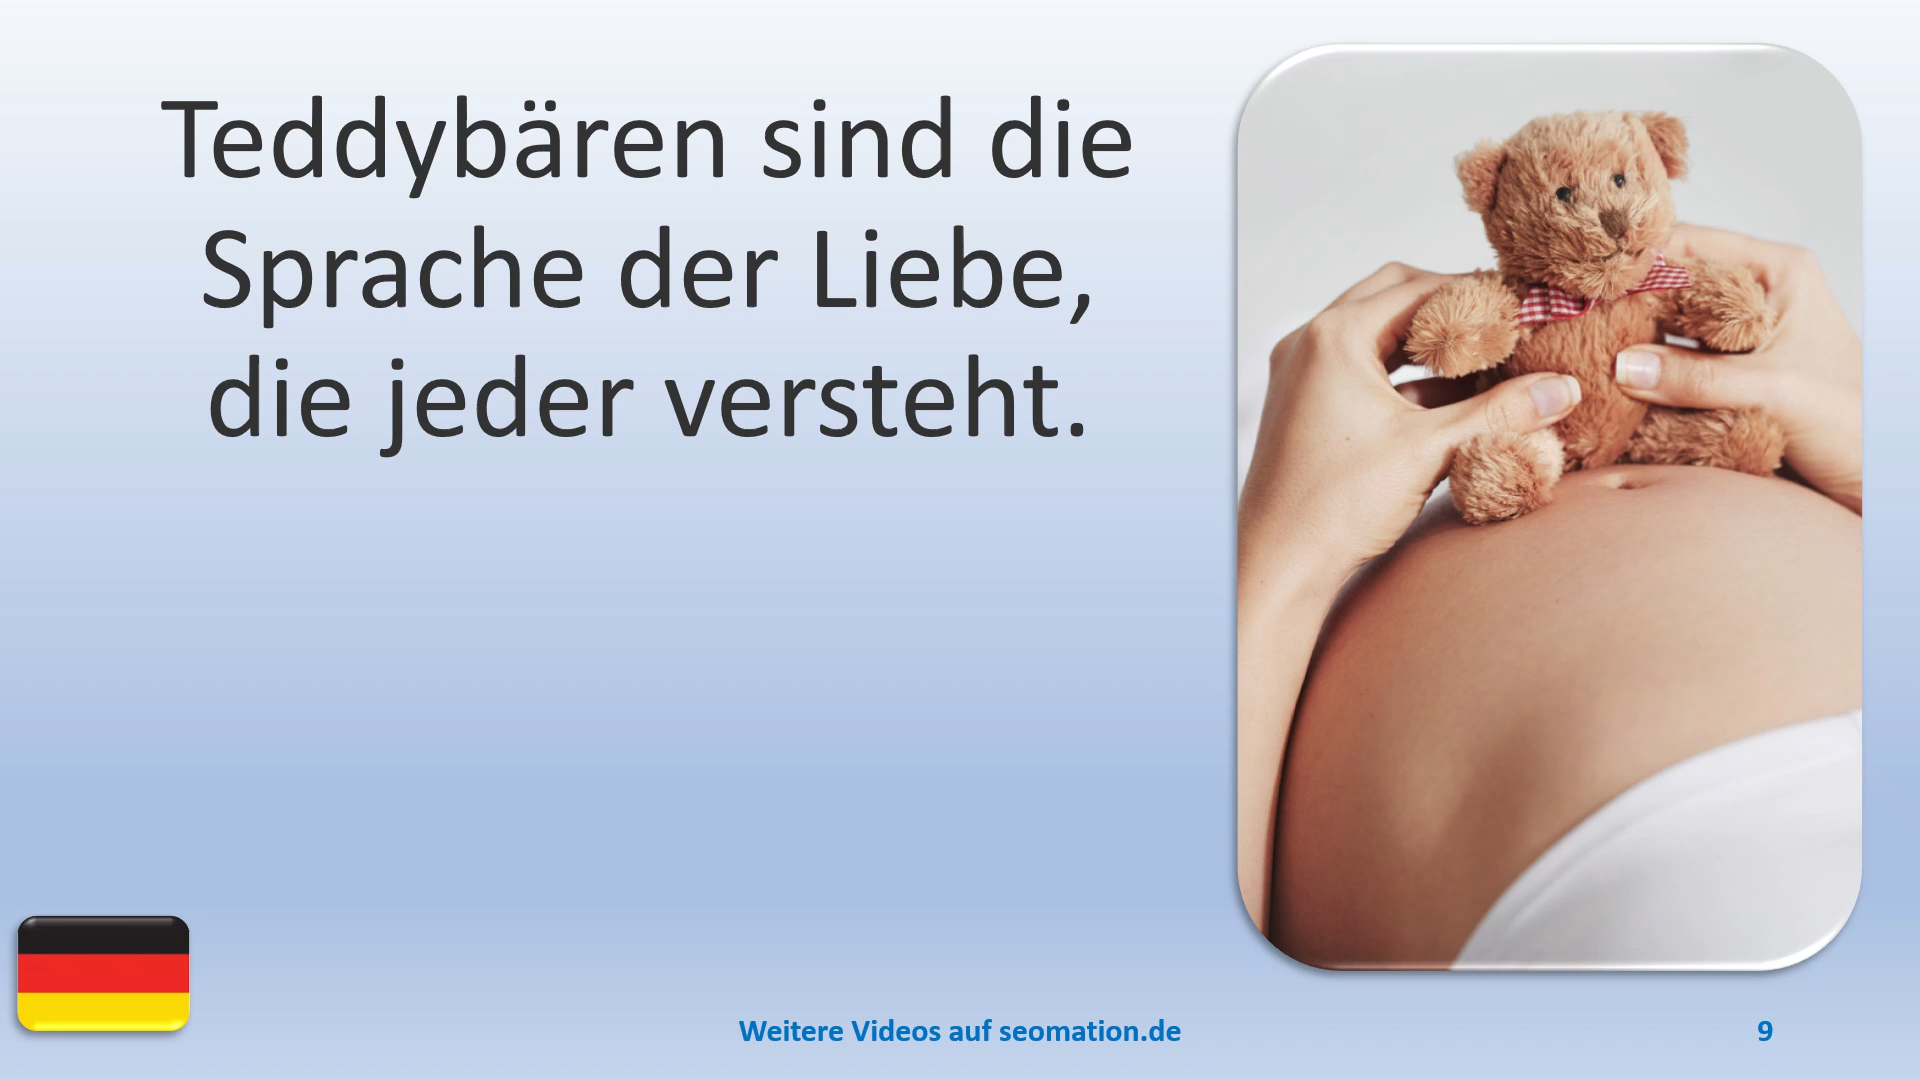 Teddybären sind die
Sprache der Liebe,
die jeder versteht.
Weitere Videos auf seomation.de
9